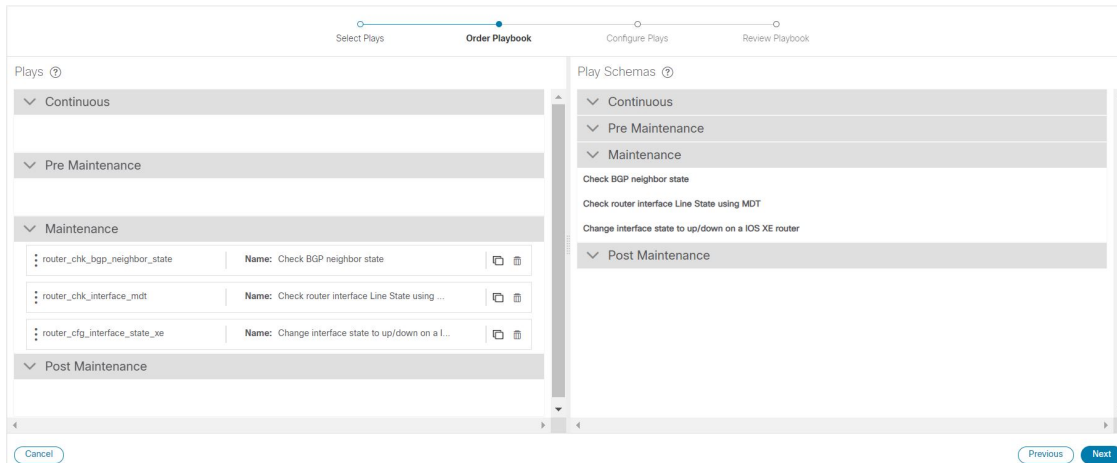 Select Plays
Order Playbook
Configure Plays
Review Playbook
Plays ?
Continuous
Pre Maintenance
Maintenance
router_chk_bgp_neighbor_state Name: Check BGP neighbor state
router_chk_interface_mdt Name: Check router interface Line State using ...
router_cfg_interface_state_xe Name: Change interface state to up/down on a I...
Post Maintenance
Play Schemas ?
Continuous
Pre Maintenance
Maintenance
Check BGP neighbor state
Check router interface Line State using MDT
Change interface state to up/down on a IOS XE router
Post Maintenance
Cancel
Previous
Next